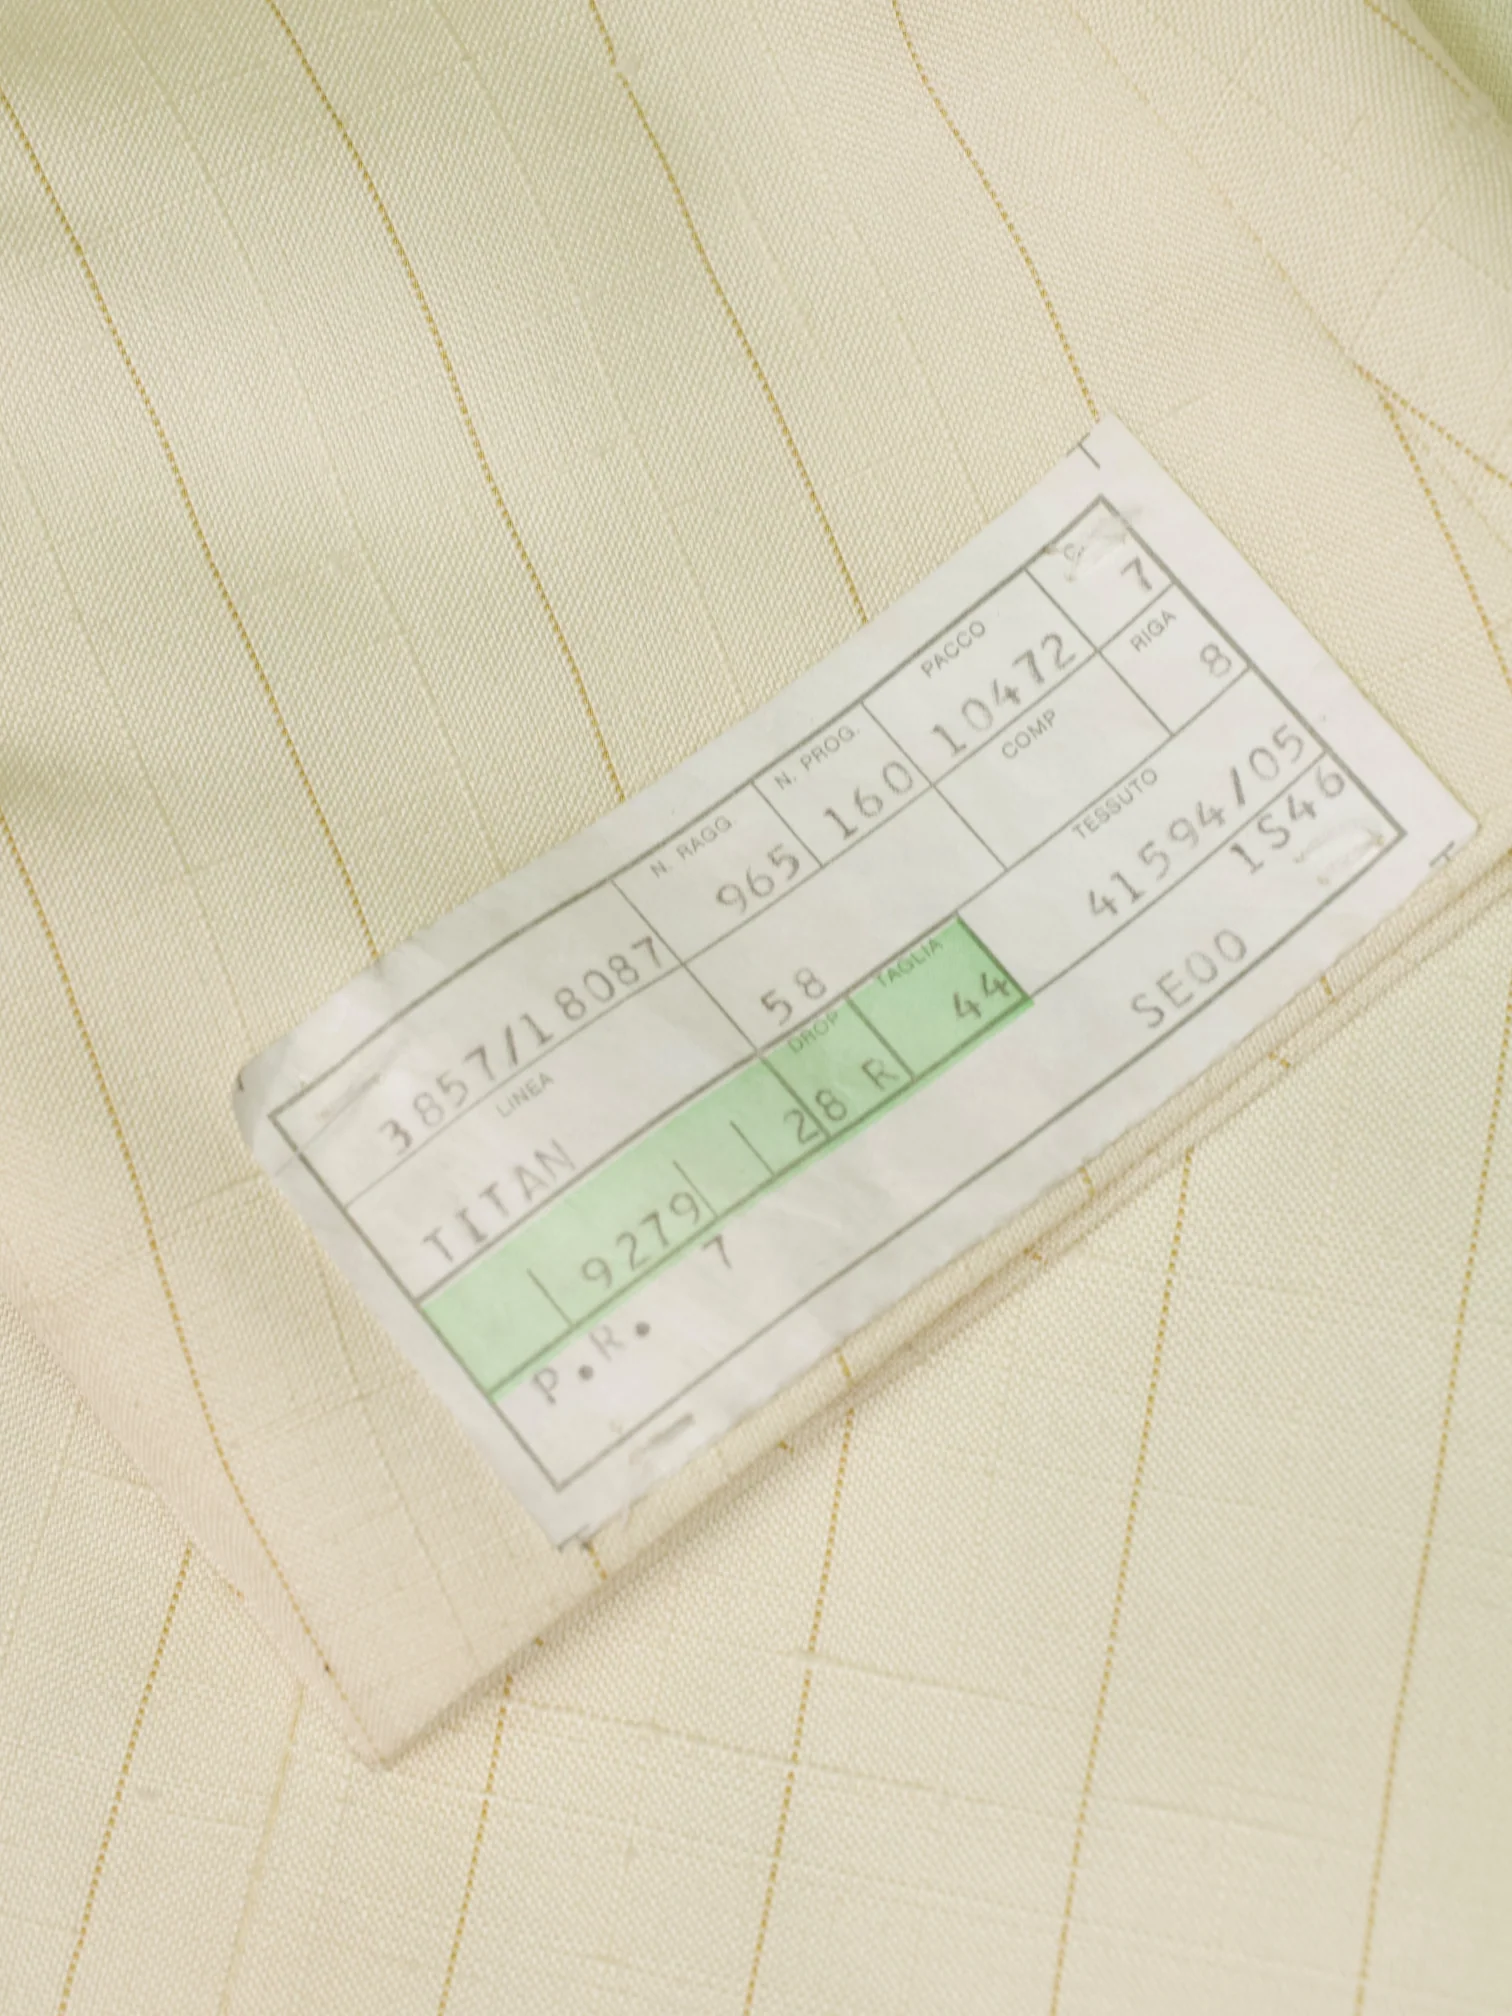 N. RAGG. N. PROG. PACCO
3857/18087 965 160 10472 7
LINEA COMP RIGA
TITAN 58 8
DROP TAGLIA TESSUTO
9279 28 R 44 41594/05
P.R. 7 1S46
SE00